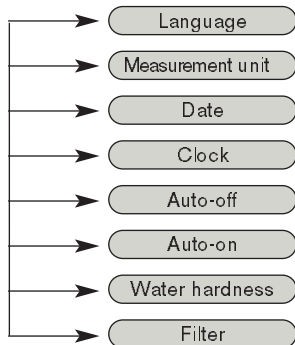 Language
Measurement unit
Date
Clock
Auto-off
Auto-on
Water hardness
Filter